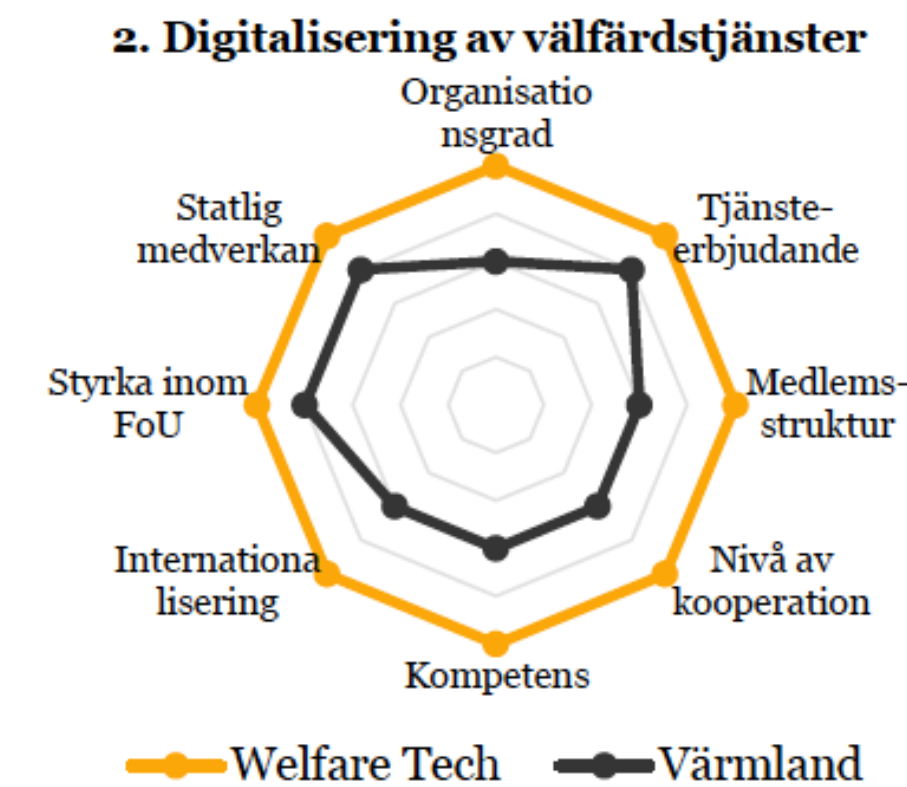 2. Digitalisering av välfärdstjänster
Organisatio
nsgrad
Statlig
medverkan
Tjänste-
erbjudande
Styrka inom
FoU
Medlems-
struktur
Internationa
lisering
Nivå av
kooperation
Kompetens
Welfare Tech
Värmland